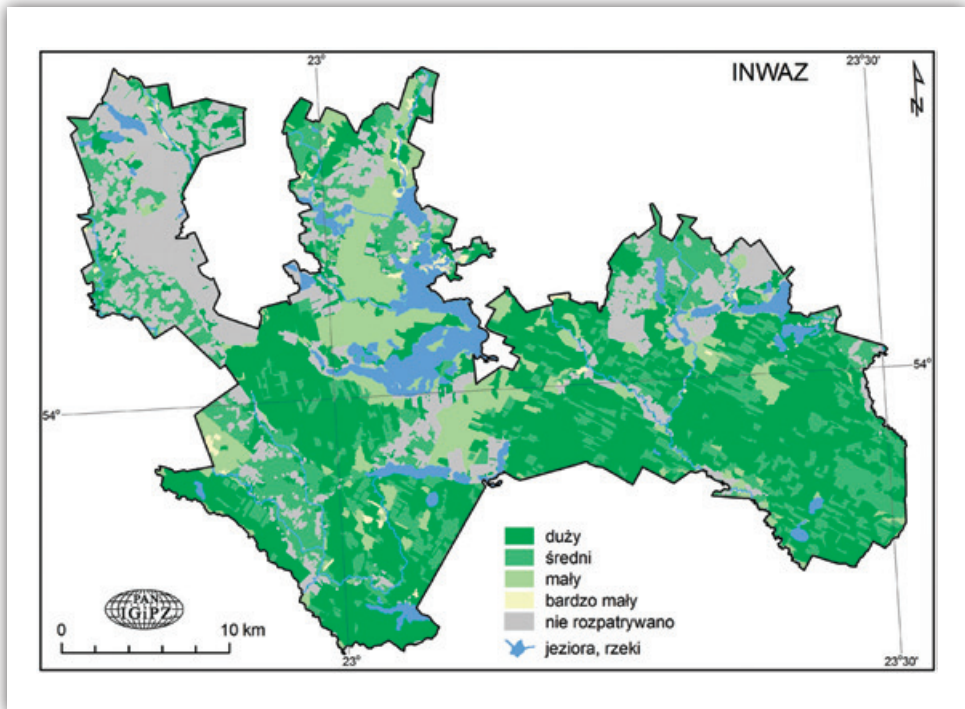 INWAZ
23°
23°30'
N
54°
54°
duży
średni
mały
bardzo mały
nie rozpatrywano
jeziora, rzeki
PAN
IGiPZ
0 10 km
23°
23°30'